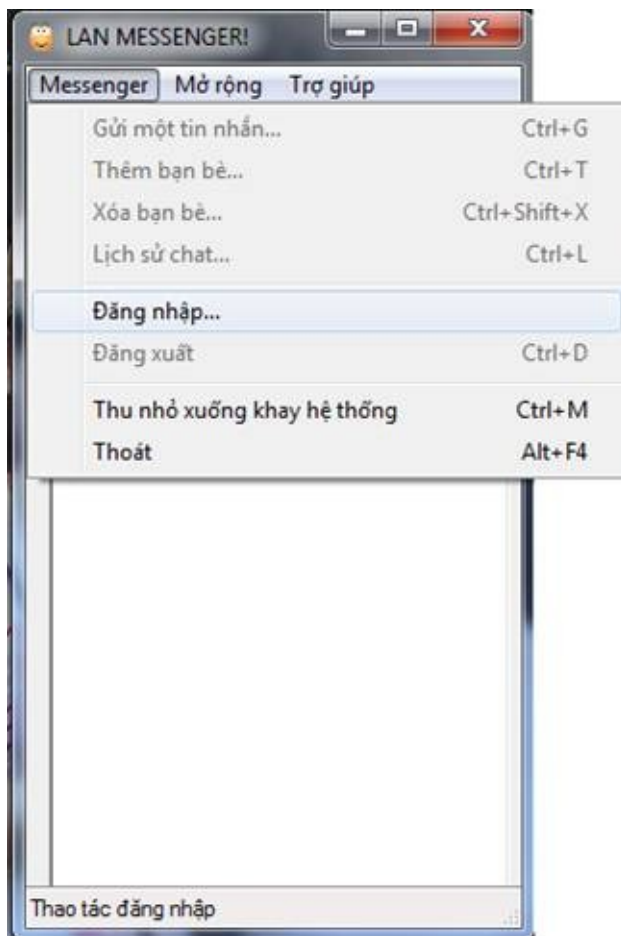 LAN MESSENGER!
Messenger Mở rộng Trợ giúp
Gửi một tin nhắn... Ctrl+G
Thêm bạn bè... Ctrl+T
Xóa bạn bè... Ctrl+Shift+X
Lịch sử chat... Ctrl+L
Đăng nhập...
Đăng xuất Ctrl+D
Thu nhỏ xuống khay hệ thống Ctrl+M
Thoát Alt+F4
Thao tác đăng nhập